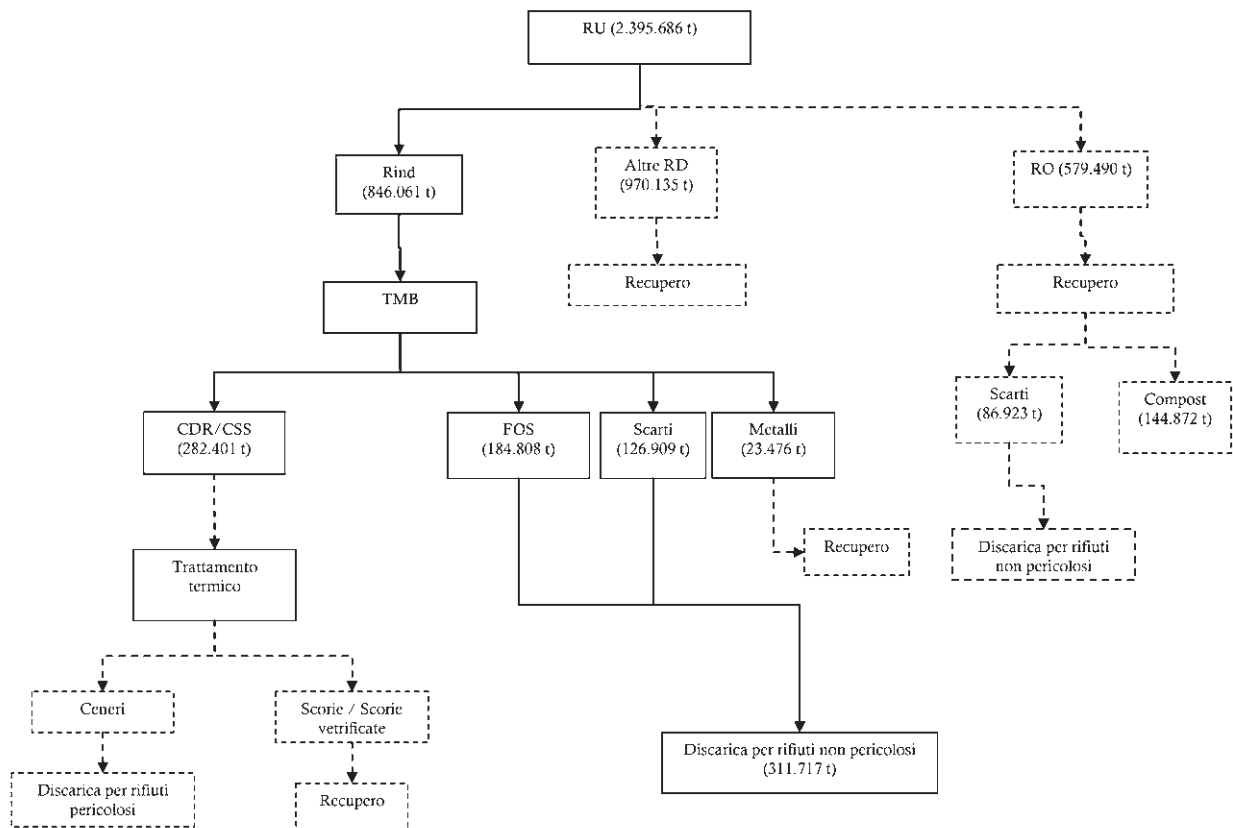 RU (2.395.686 t)
Rind
(846.061 t)
Altre RD
(970.135 t)
RO (579.490 t)
TMB
Recupero
Recupero
CDR/CSS
(282.401 t)
FOS
(184.808 t)
Scarti
(126.909 t)
Metalli
(23.476 t)
Scarti
(86.923 t)
Compost
(144.872 t)
Trattamento
termico
Recupero
Discarica per rifiuti
non pericolosi
Ceneri
Scorie / Scorie
vetrificate
Discarica per rifiuti non pericolosi
(311.717 t)
Discarica per rifiuti
pericolosi
Recupero